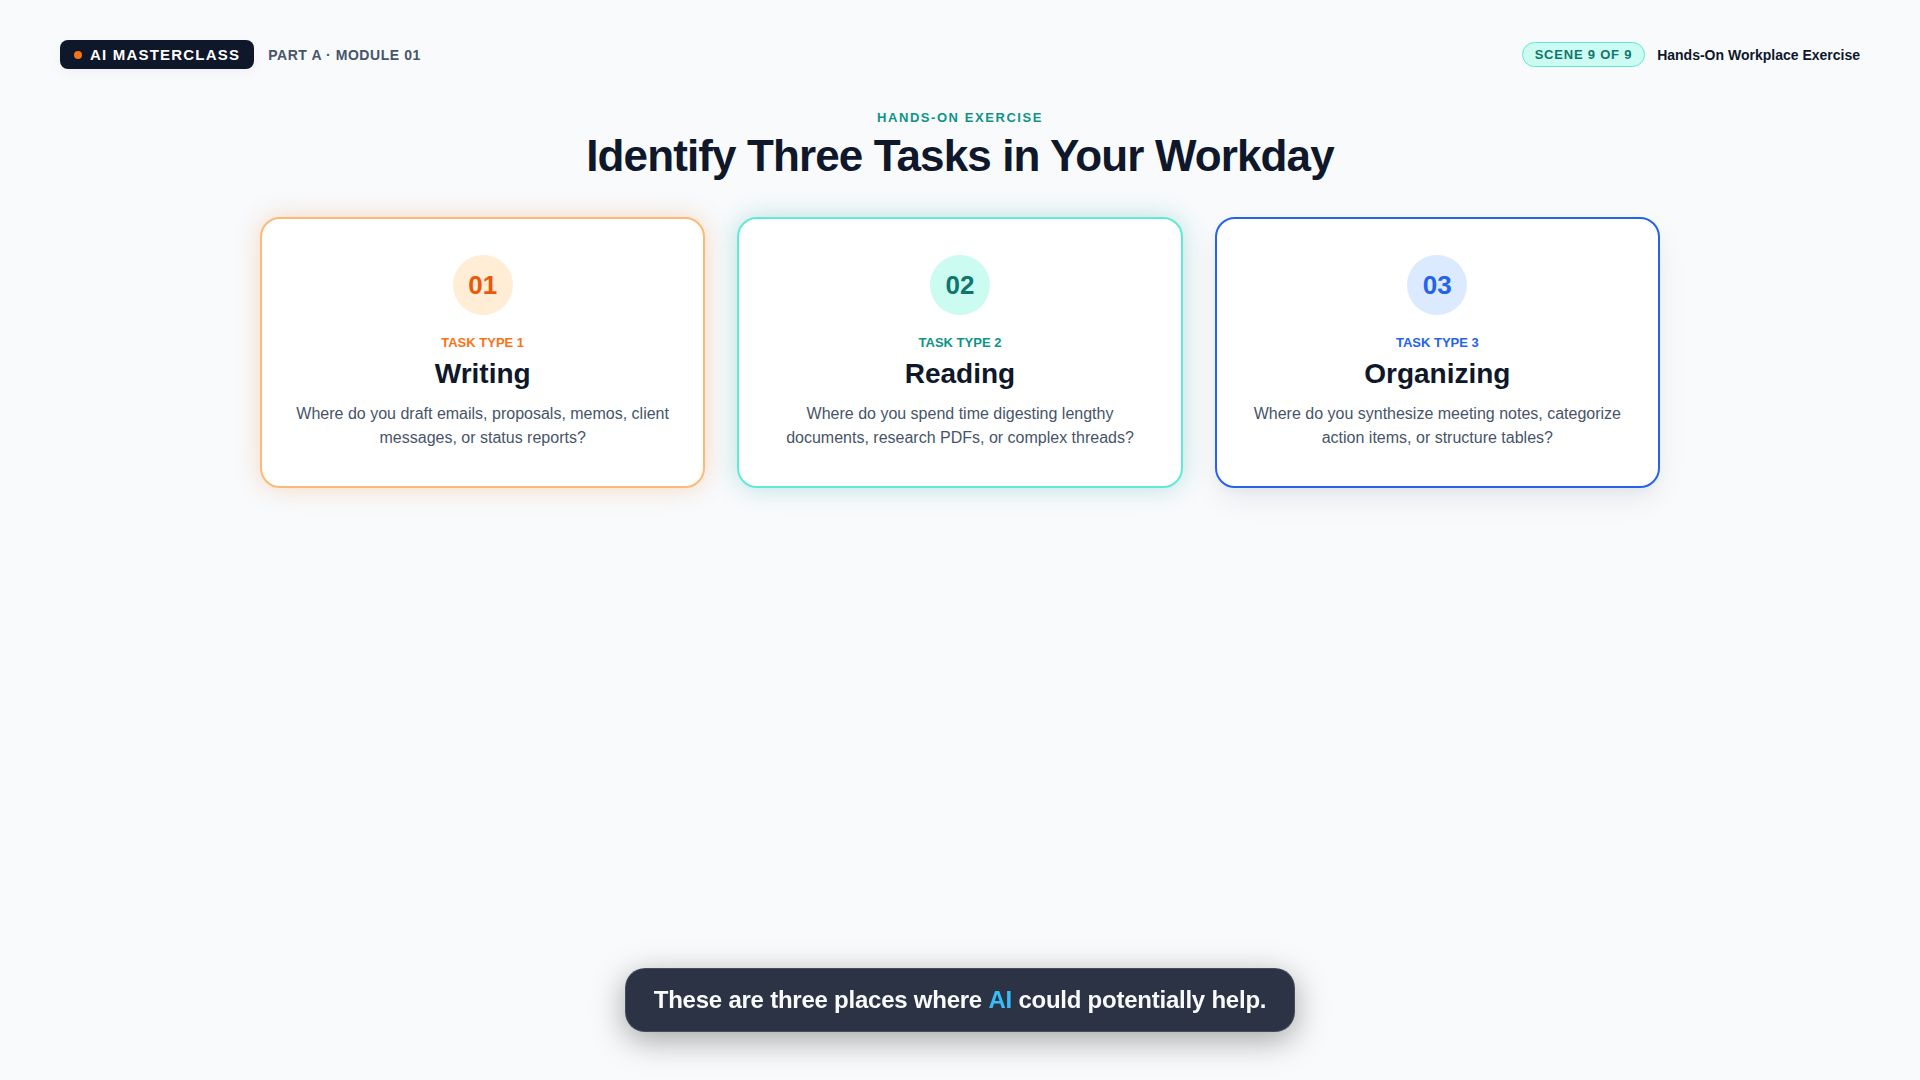 AI MASTERCLASS
PART A · MODULE 01
SCENE 9 OF 9
Hands-On Workplace Exercise
HANDS-ON EXERCISE
Identify Three Tasks in Your Workday
01
TASK TYPE 1
Writing
Where do you draft emails, proposals, memos, client
messages, or status reports?
02
TASK TYPE 2
Reading
Where do you spend time digesting lengthy
documents, research PDFs, or complex threads?
03
TASK TYPE 3
Organizing
Where do you synthesize meeting notes, categorize
action items, or structure tables?
These are three places where AI could potentially help.